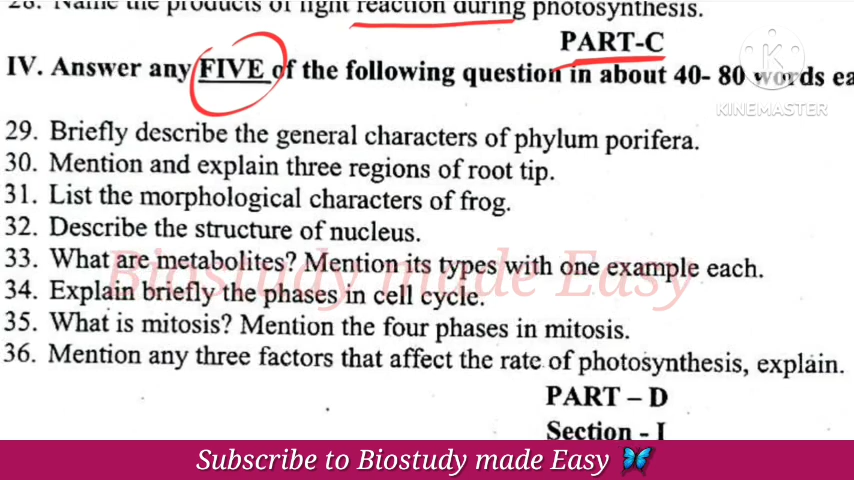 28. Name the products of light reaction during photosynthesis.
PART-C
IV. Answer any FIVE of the following question in about 40- 80 words ea
KINEMASTER
29. Briefly describe the general characters of phylum porifera.
30. Mention and explain three regions of root tip.
31. List the morphological characters of frog.
32. Describe the structure of nucleus.
33. What are metabolites? Mention its types with one example each.
Biostudy made Easy
34. Explain briefly the phases in cell cycle.
35. What is mitosis? Mention the four phases in mitosis.
36. Mention any three factors that affect the rate of photosynthesis, explain.
PART – D
Section - I
Subscribe to Biostudy made Easy